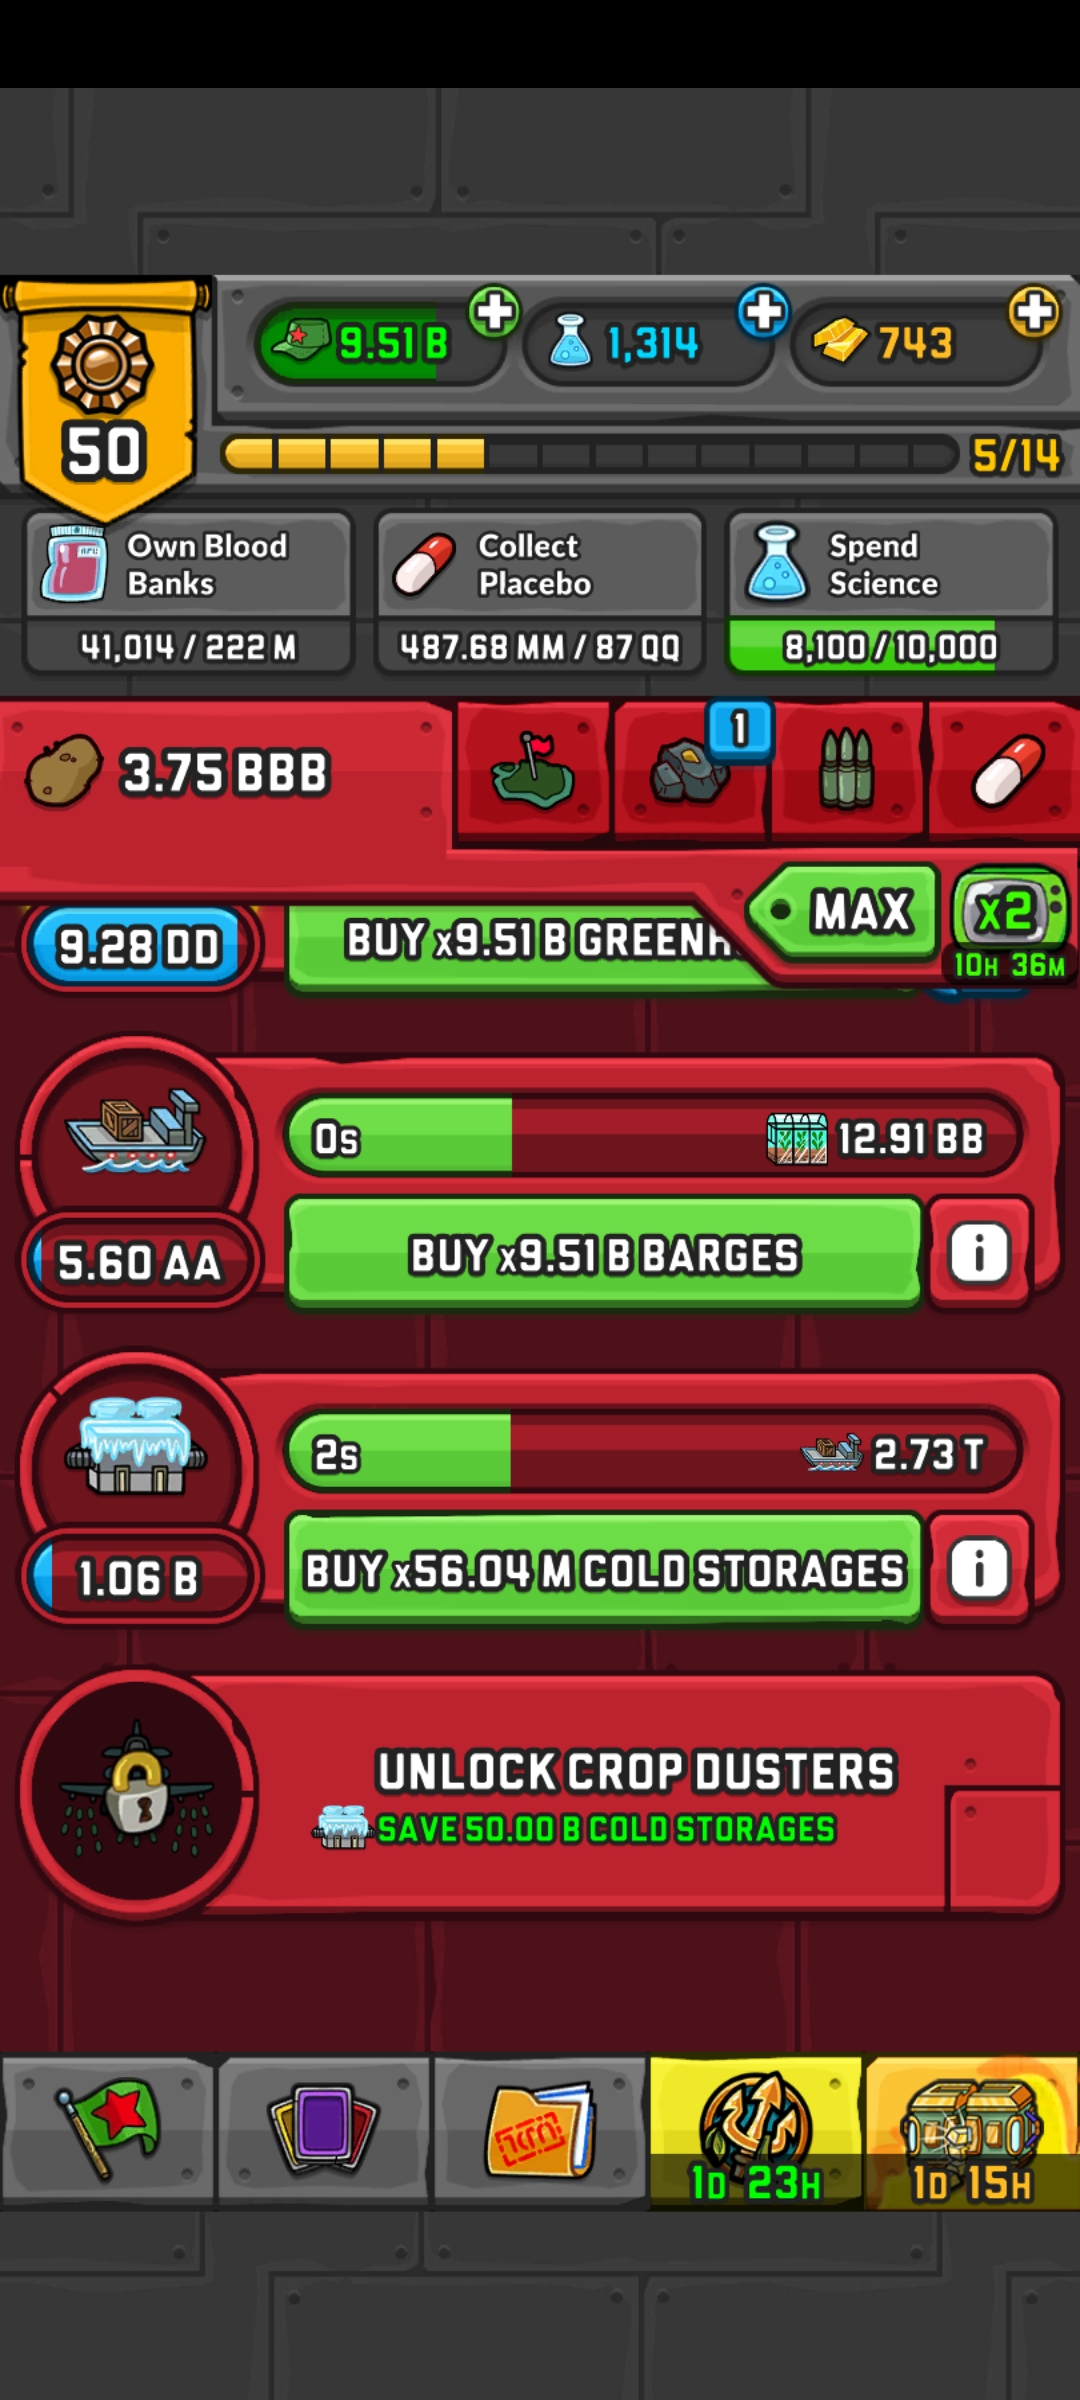 9.51 B
1,314
743
50
5/14
Own Blood
Banks
41,014 / 222 M
Collect
Placebo
487.68 MM / 87 QQ
Spend
Science
8,100 / 10,000
3.75 BBB
1
MAX
x2
10H 36M
9.28 DD
BUY x9.51 B GREENH
0s
12.91 BB
BUY x9.51 B BARGES
i
5.60 AA
2s
2.73 T
BUY x56.04 M COLD STORAGES
i
1.06 B
UNLOCK CROP DUSTERS
SAVE 50.00 B COLD STORAGES
1D 23H
1D 15H